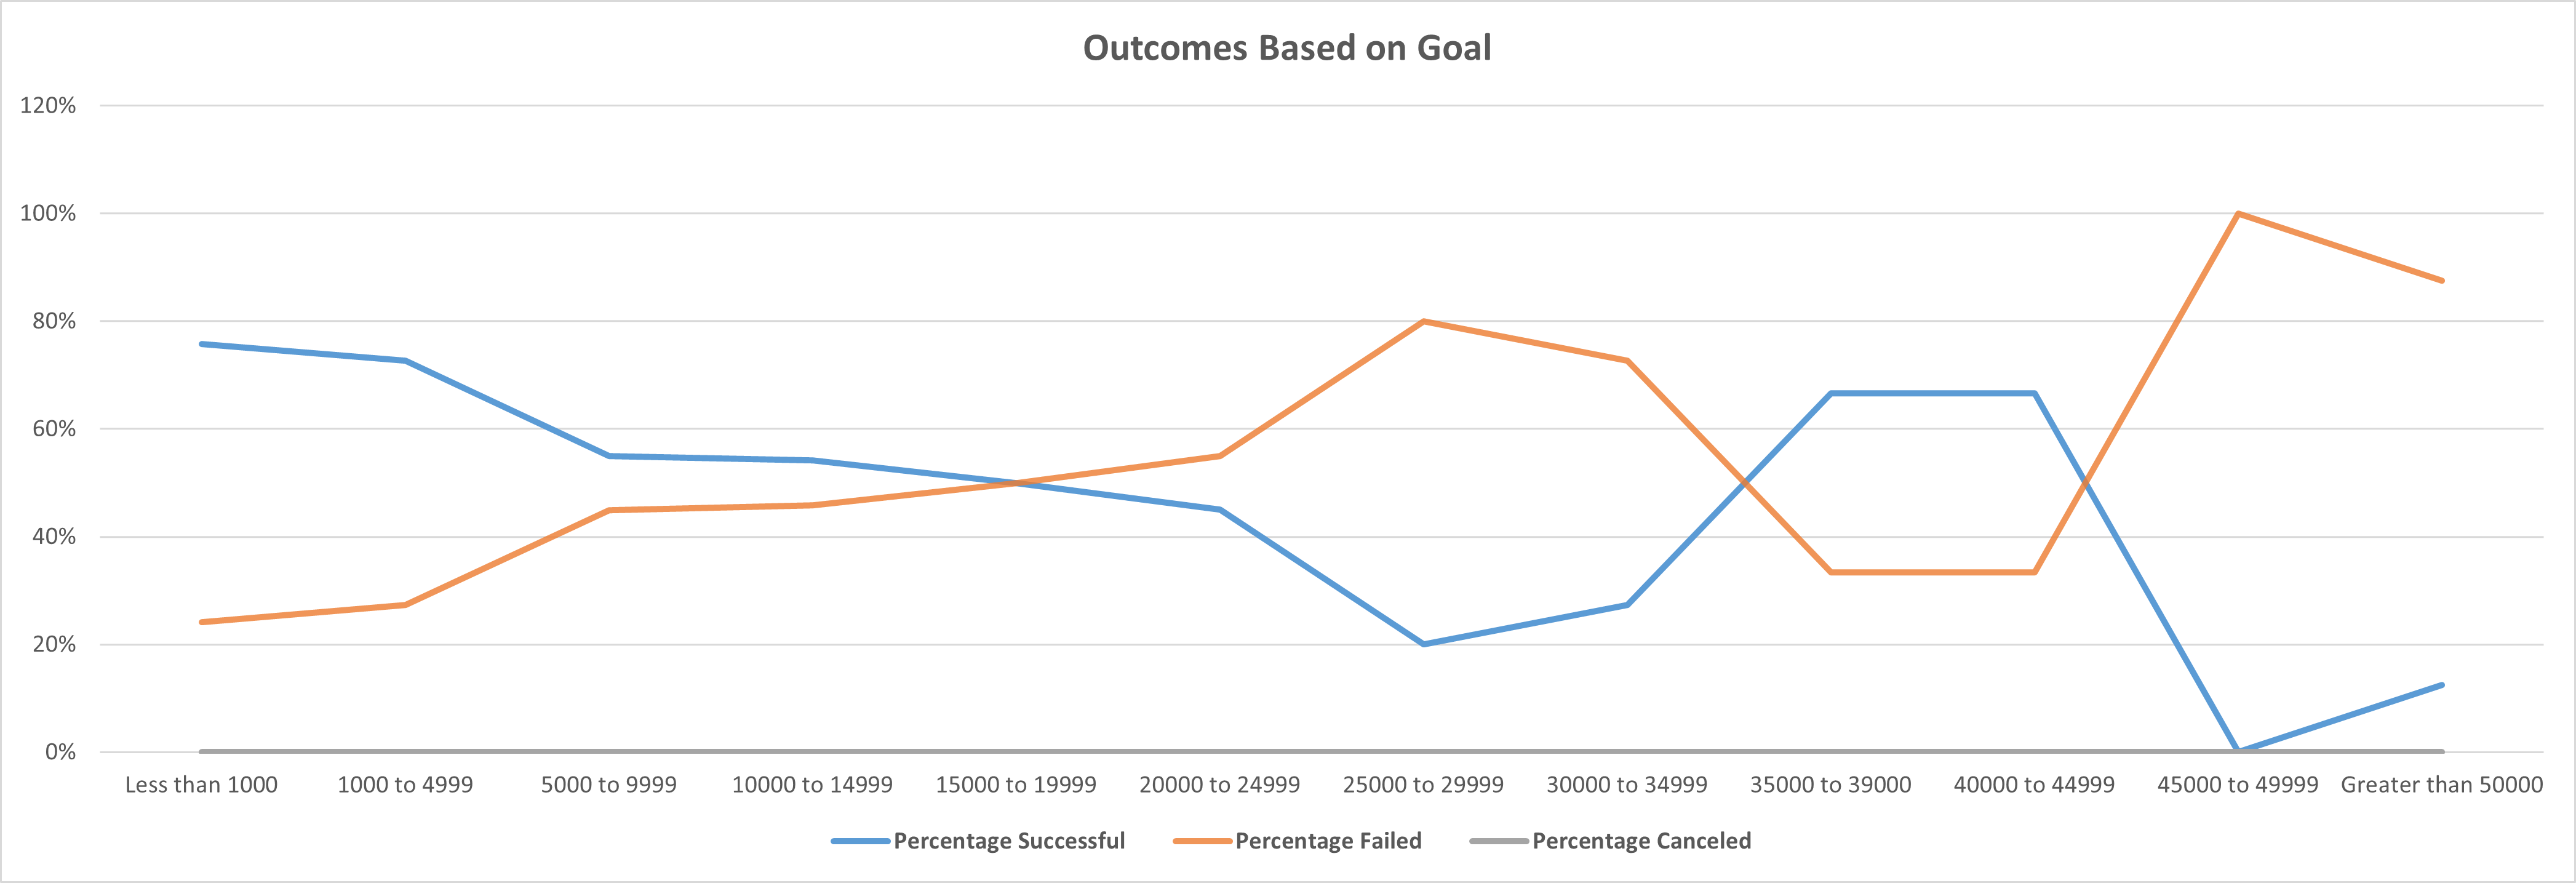 Outcomes Based on Goal
120%
100%
80%
60%
40%
20%
0%
Less than 1000 1000 to 4999 5000 to 9999 10000 to 14999 15000 to 19999 20000 to 24999 25000 to 29999 30000 to 34999 35000 to 39000 40000 to 44999 45000 to 49999 Greater than 50000
Percentage Successful Percentage Failed Percentage Canceled